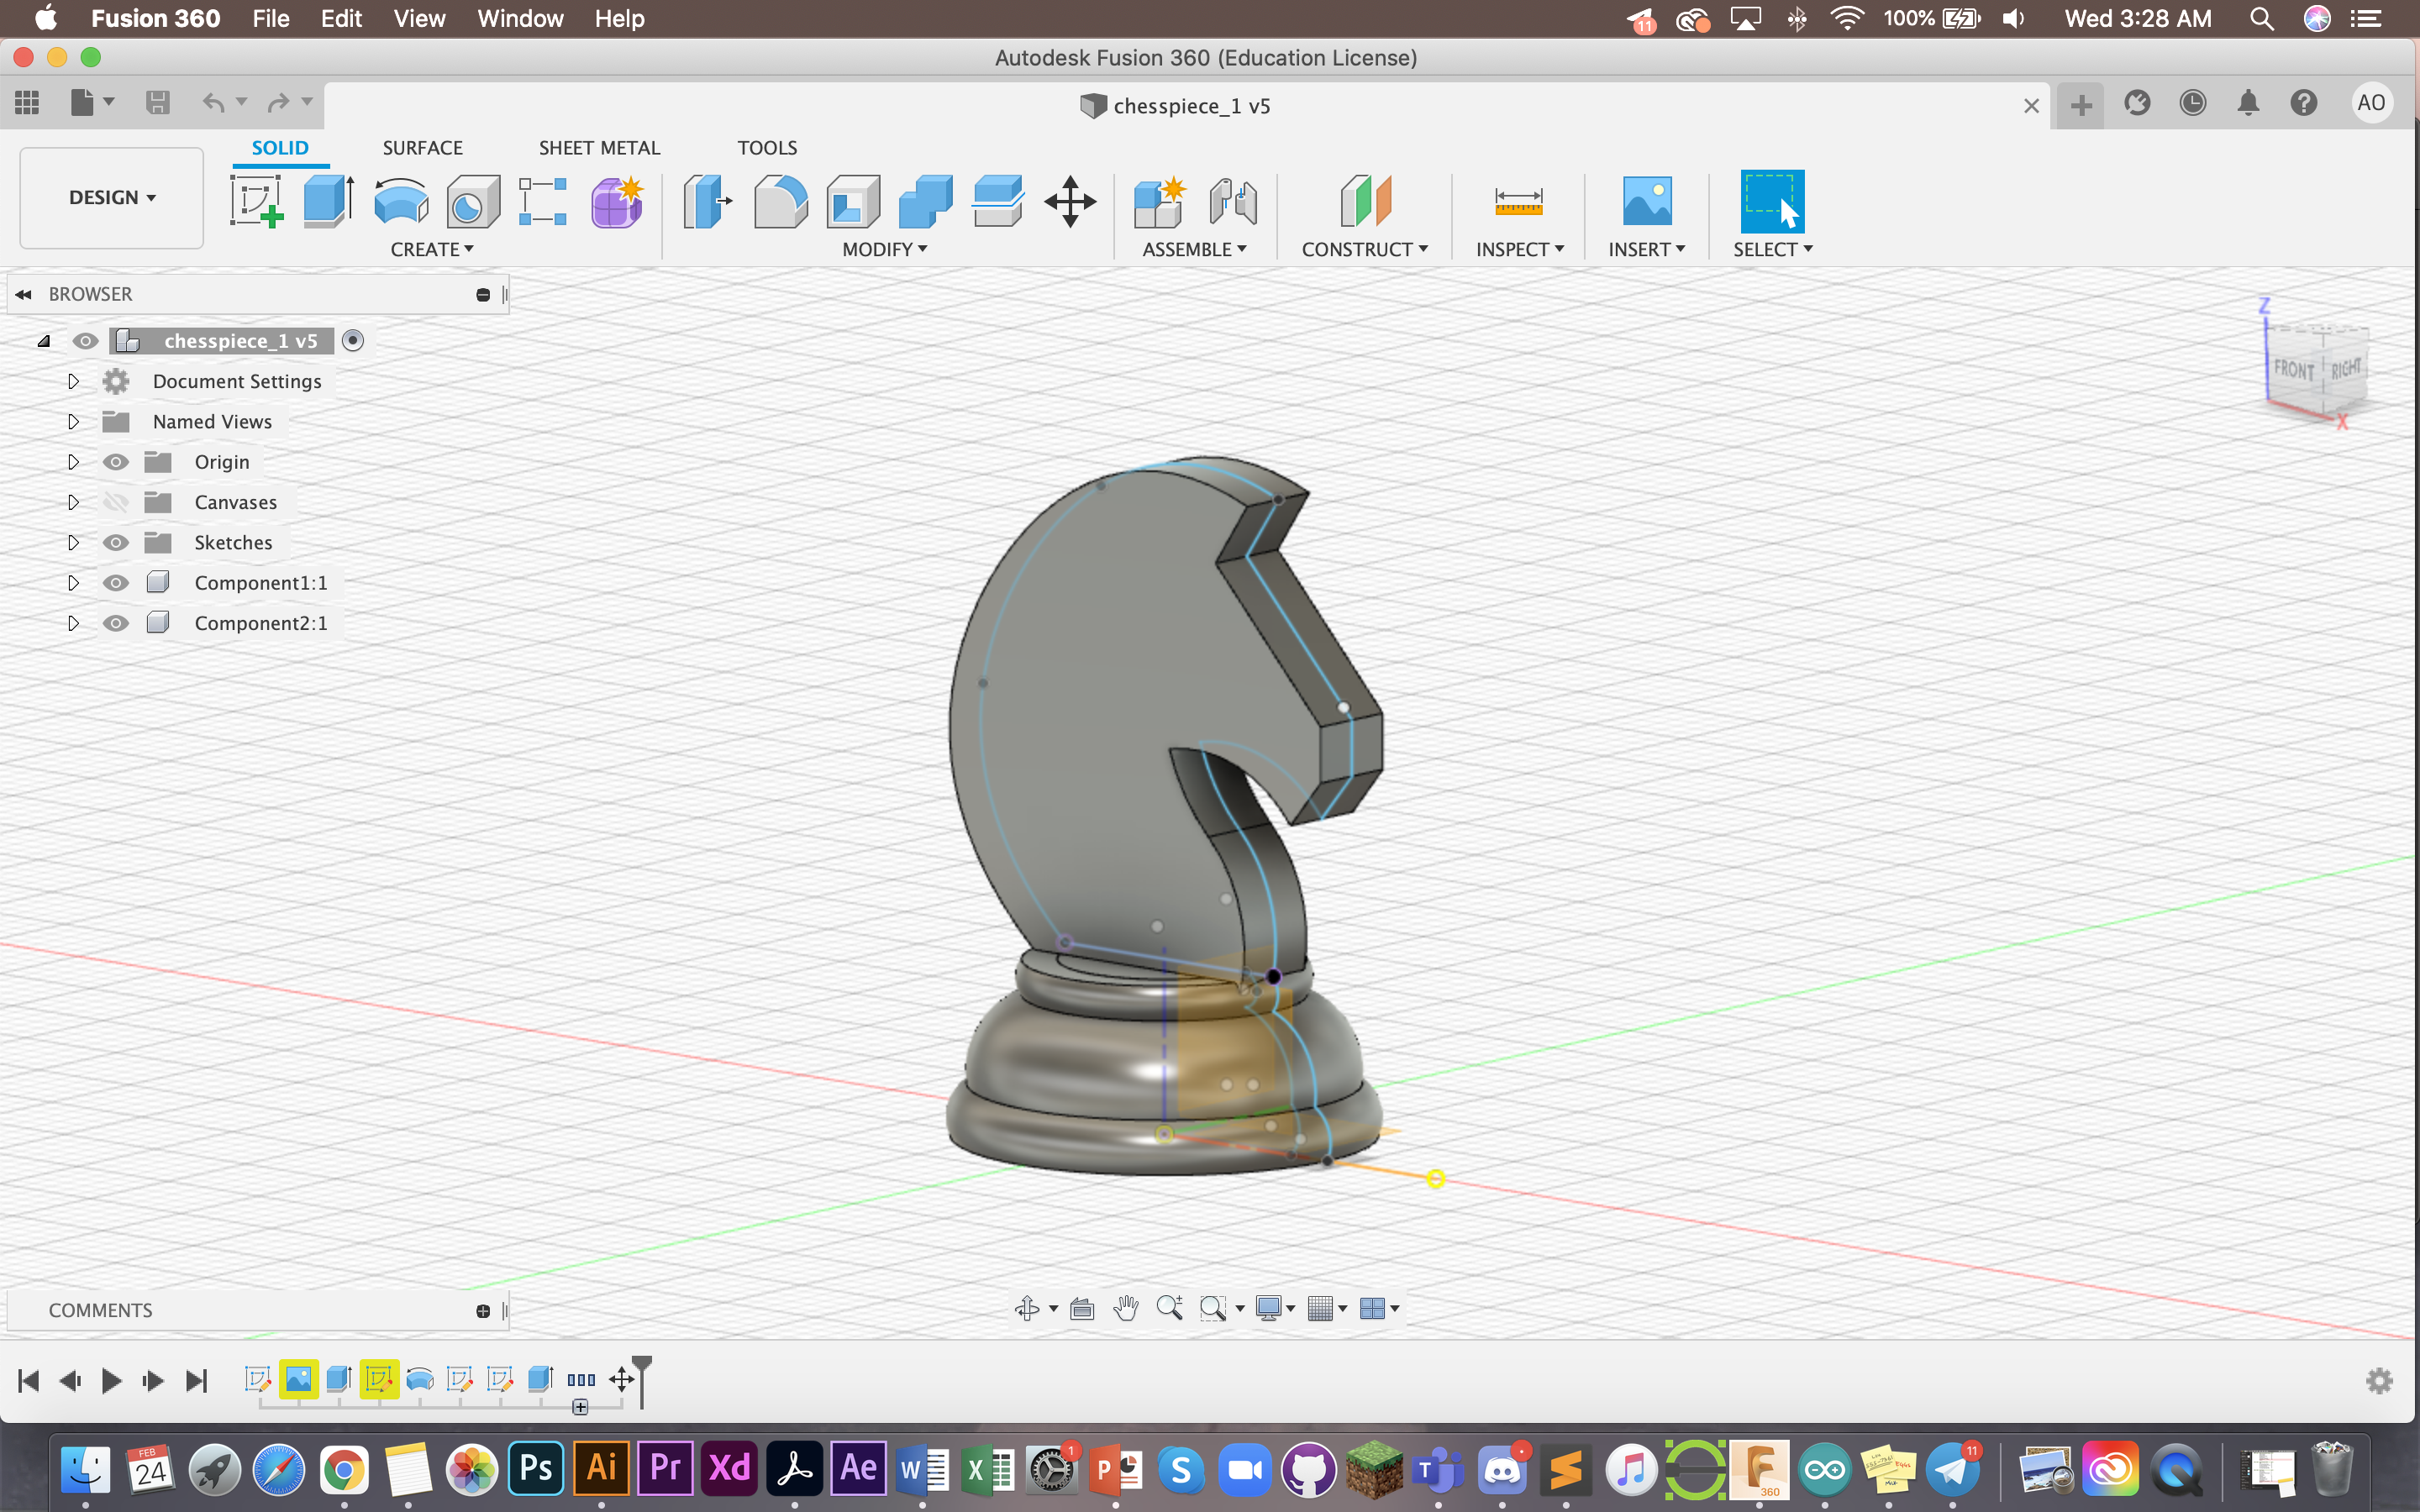 Fusion 360 File Edit View Window Help 11 100% Wed 3:28 AM
Autodesk Fusion 360 (Education License)
chesspiece_1 v5 AO
SOLID SURFACE SHEET METAL TOOLS
DESIGN
CREATE MODIFY ASSEMBLE CONSTRUCT INSPECT INSERT SELECT
BROWSER
chesspiece_1 v5
Document Settings
Named Views
Origin
Canvases
Sketches
Component1:1
Component2:1
Z
FRONT RIGHT
X
COMMENTS
FEB
24
Ps Ai Pr Xd Ae W X 1 P S T F 360 11